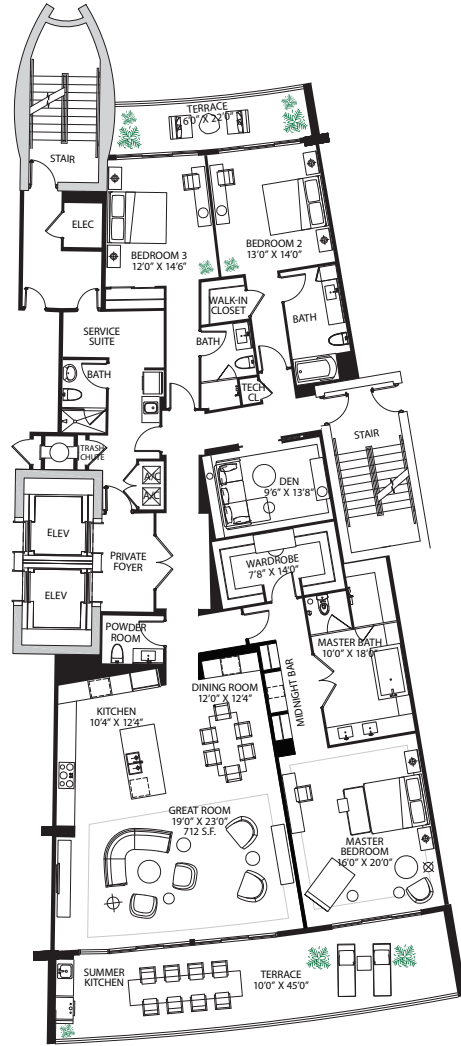 TERRACE
6'0" X 22'0"
STAIR
ELEC
BEDROOM 3
12'0" X 14'6"
BEDROOM 2
13'0" X 14'0"
WALK-IN
CLOSET
BATH
SERVICE
SUITE
BATH
BATH
TECH
CL
TRASH
CHUTE
A/C
A/C
STAIR
DEN
9'6" X 13'8"
ELEV
PRIVATE
FOYER
WARDROBE
7'8" X 14'0"
ELEV
POWDER
ROOM
MASTER BATH
10'0" X 18'0"
MIDNIGHT BAR
DINING ROOM
12'0" X 12'4"
KITCHEN
10'4" X 12'4"
GREAT ROOM
19'0" X 23'0"
712 S.F.
MASTER
BEDROOM
16'0" X 20'0"
SUMMER
KITCHEN
TERRACE
10'0" X 45'0"